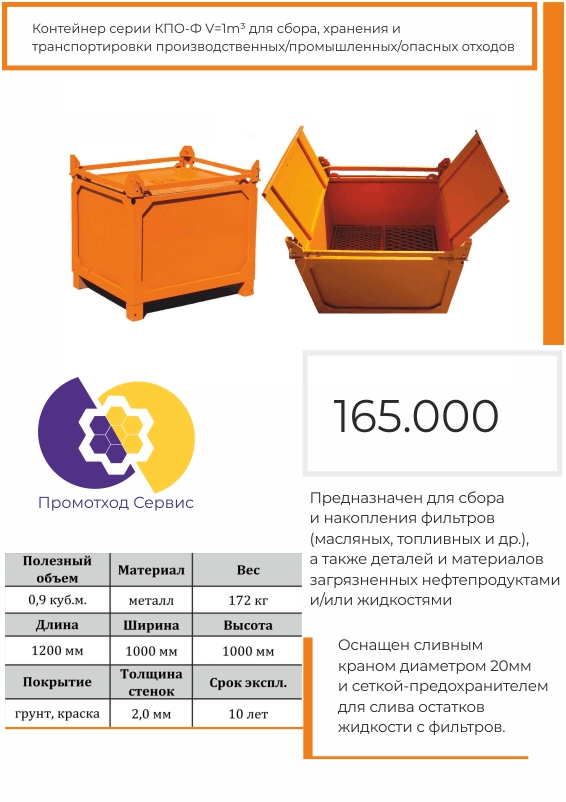 Контейнер серии КПО-Ф V=1m³ для сбора, хранения и
транспортировки производственных/промышленных/опасных отходов
165.000
Промотход Сервис
Предназначен для сбора
и накопления фильтров
(масляных, топливных и др.),
а также деталей и материалов
загрязненных нефтепродуктами
и/или жидкостями
Полезный объем Материал Вес
0,9 куб.м. металл 172 кг
Длина Ширина Высота
1200 мм 1000 мм 1000 мм
Покрытие Толщина стенок Срок экспл.
грунт, краска 2,0 мм 10 лет
Оснащен сливным
краном диаметром 20мм
и сеткой-предохранителем
для слива остатков
жидкости с фильтров.